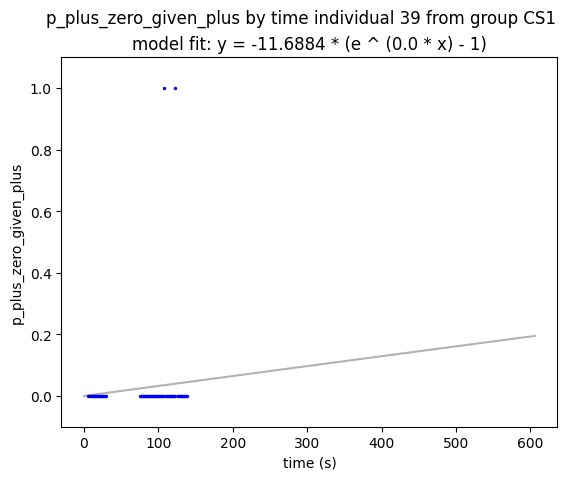 p_plus_zero_given_plus by time individual 39 from group CS1
model fit: y = -11.6884 * (e ^ (0.0 * x) - 1)
1.0
0.8
0.6
0.4
0.2
0.0
p_plus_zero_given_plus
0 100 200 300 400 500 600
time (s)